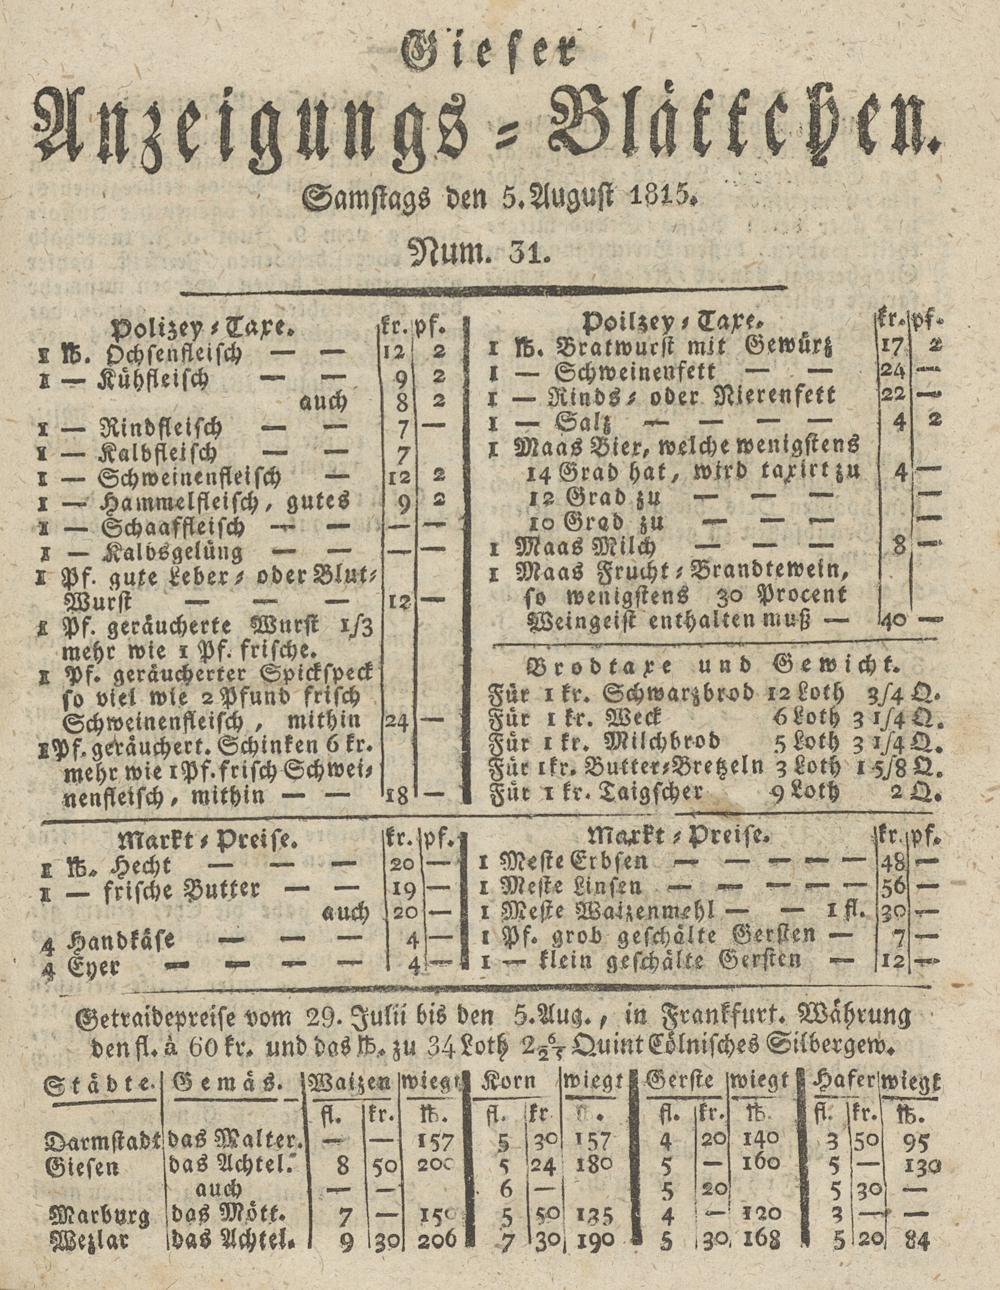 Gieser
Anzeigungs-Blättchen.
Samstags den 5. August 1815.
Num. 31.
Polizey-Taxe. kr. pf.
1 ℔. Ochsenfleisch — — 12 2
1 — Kühfleisch — — 9 2
auch 8 2
1 — Rindfleisch — — 7 —
1 — Kalbfleisch — — 7
1 — Schweinenfleisch — 12 2
1 — Hammelfleisch, gutes 9 2
1 — Schaaffleisch — — — —
1 — Kalbsgelüng — — — —
1 Pf. gute Leber- oder Blut-
Wurst — — — 12 —
1 Pf. geräucherte Wurst 1/3
mehr wie 1 Pf. frische.
1 Pf. geräucherter Spickspeck
so viel wie 2 Pfund frisch
Schweinenfleisch, mithin 24 —
1 Pf. geräuchert. Schinken 6 kr.
mehr wie 1 Pf. frisch Schwei-
nenfleisch, mithin — — 18 —
Poilzey-Taxe. kr. pf.
1 ℔. Bratwurst mit Gewürz 17 2
1 — Schweinenfett — — 24 —
1 — Rinds- oder Nierenfett 22 —
1 — Salz — — — — 4 2
1 Maas Bier, welche wenigstens
14 Grad hat, wird taxirt zu 4 —
12 Grad zu — — — —
10 Grad zu — — — —
1 Maas Milch — — — — 8 —
1 Maas Frucht-Brandtewein,
so wenigstens 30 Procent
Weingeist enthalten muß — 40 —
Brodtaxe und Gewicht.
Für 1 kr. Schwarzbrod 12 Loth 3/4 Q.
Für 1 kr. Weck 6 Loth 3 1/4 Q.
Für 1 kr. Milchbrod 5 Loth 3 1/4 Q.
Für 1 kr. Butter-Bretzeln 3 Loth 1 5/8 Q.
Für 1 kr. Taigscher 9 Loth 2 Q.
Markt-Preise. kr. pf.
1 ℔. Hecht — — — 20 —
1 — frische Butter — — 19 —
auch 20 —
4 Handkäse — — — 4 —
4 Eyer — — — — 4 —
Markt-Preise. kr. pf.
1 Meste Erbsen — — — — — 48 —
1 Meste Linsen — — — — — 56 —
1 Meste Waizenmehl — — 1 fl. 30 —
1 Pf. grob geschälte Gersten — 7 —
1 — klein geschälte Gersten — 12 —
Getraidepreise vom 29. Julii bis den 5. Aug., in Frankfurt. Währung
den fl. à 60 kr. und das ℔. zu 34 Loth Quint Cölnisches Silbergew.
Städte. Gemäs. Waizen wiegt Korn wiegt Gerste wiegt Hafer wiegt
fl. kr. ℔. fl. kr ℔. fl. kr. ℔. fl. kr. ℔.
Darmstadt das Malter. — — 157 5 30 157 4 20 140 3 50 95
Giesen das Achtel. 8 50 200 5 24 180 5 — 160 5 — 130
auch — — 6 — 5 20 5 30 —
Marburg das Mött. 7 — 150 5 50 135 4 — 120 3 — —
Wezlar das Achtel. 9 30 206 7 30 190 5 30 168 5 20 84